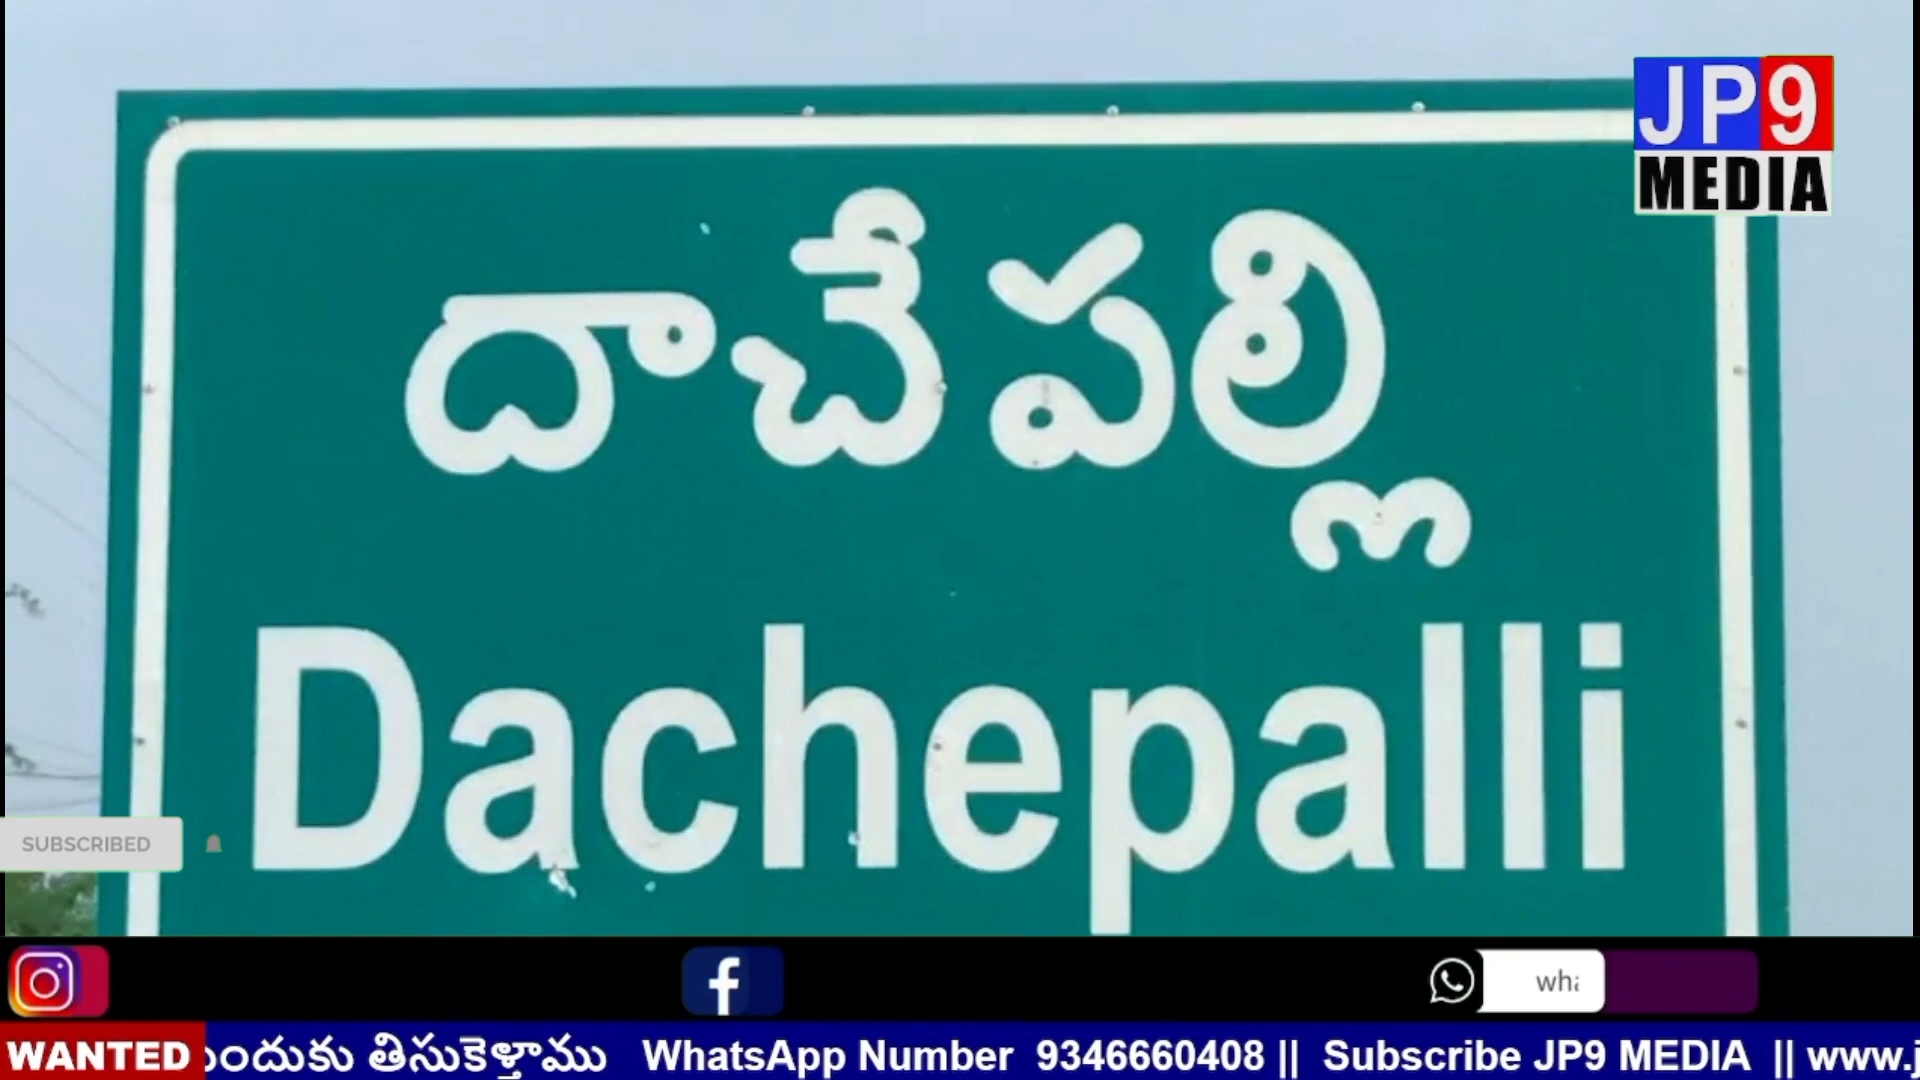 JP9
MEDIA
దాచేపల్లి
Dachepalli
SUBSCRIBED
WANTED ముందుకు తీసుకెళ్తాము WhatsApp Number 9346660408 || Subscribe JP9 MEDIA || www.j